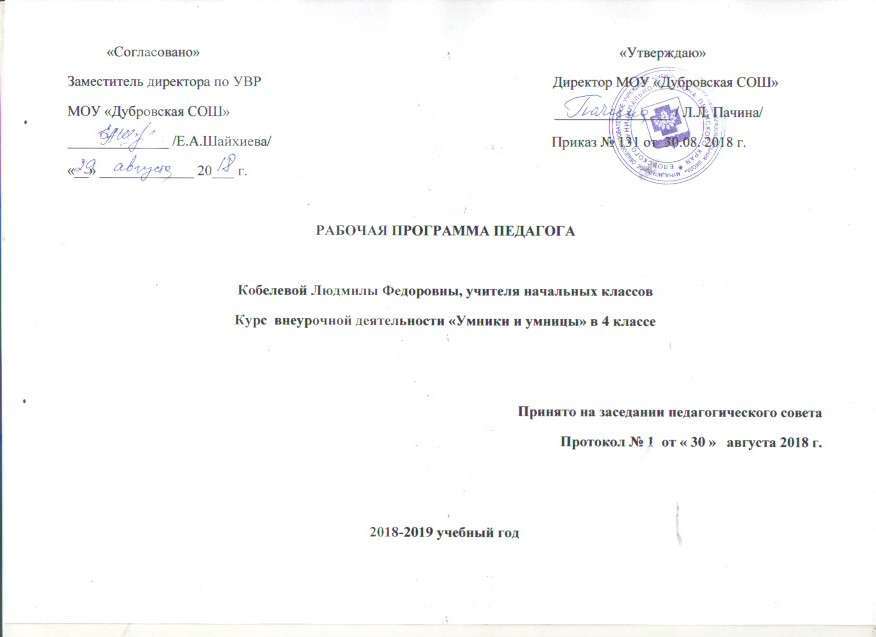 «Согласовано»
Заместитель директора по УВР
МОУ «Дубровская СОШ»
/Е.А.Шайхиева/
«29» августа 2018 г.
«Утверждаю»
Директор МОУ «Дубровская СОШ»
/Л.Л. Пачина/
Приказ № 131 от 30.08. 2018 г.
РАБОЧАЯ ПРОГРАММА ПЕДАГОГА
Кобелевой Людмилы Федоровны, учителя начальных классов
Курс внеурочной деятельности «Умники и умницы» в 4 классе
Принято на заседании педагогического совета
Протокол № 1 от « 30 » августа 2018 г.
2018-2019 учебный год